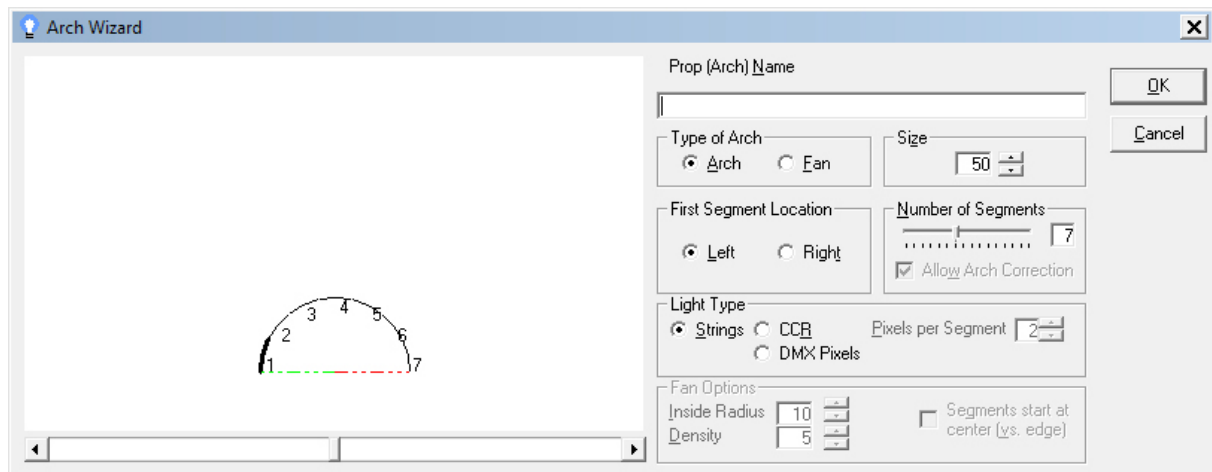 Arch Wizard
Prop (Arch) Name
OK
Cancel
Type of Arch
Arch Fan
Size
50
First Segment Location
Left Right
Number of Segments
7
Allow Arch Correction
Light Type
Strings CCR Pixels per Segment 2
DMX Pixels
Fan Options
Inside Radius 10
Density 5
Segments start at
center (vs. edge)
1 2 3 4 5 6 7